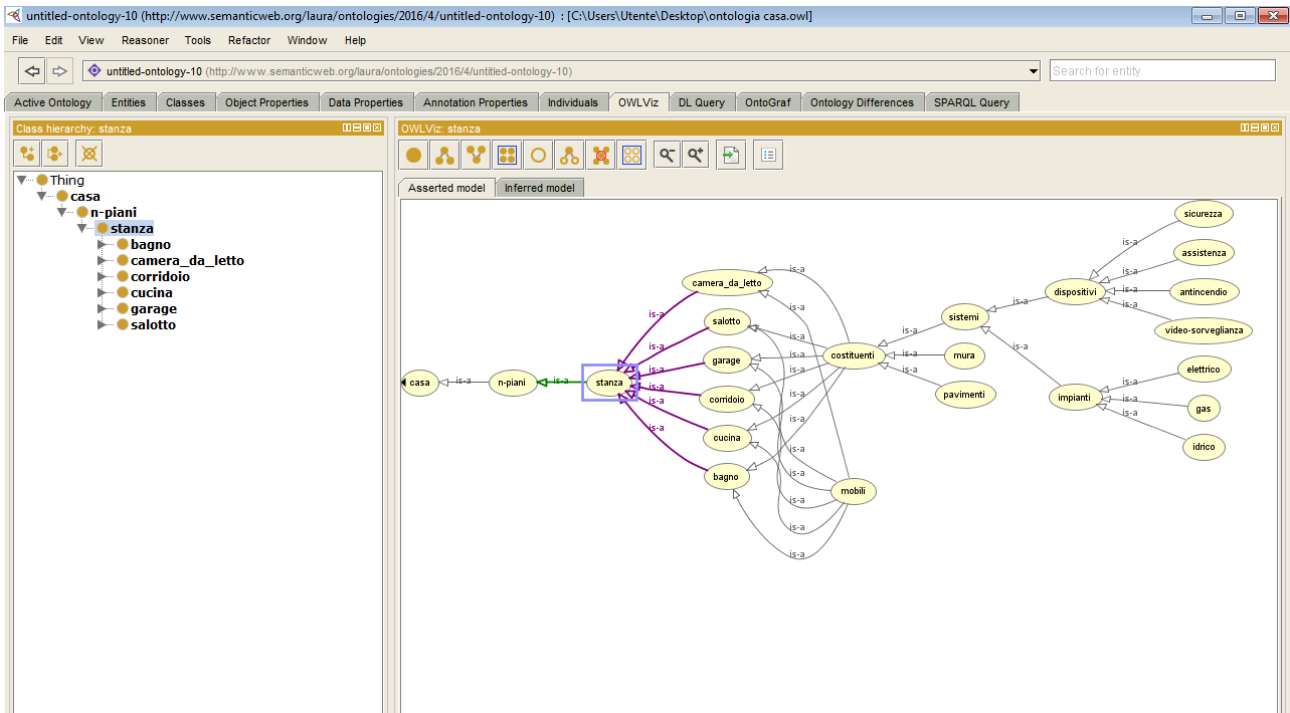 untitled-ontology-10 (http://www.semanticweb.org/laura/ontologies/2016/4/untitled-ontology-10) : [C:\Users\Utente\Desktop\ontologia casa.owl]
File Edit View Reasoner Tools Refactor Window Help
untitled-ontology-10 (http://www.semanticweb.org/laura/ontologies/2016/4/untitled-ontology-10)
Search for entity
Active Ontology Entities Classes Object Properties Data Properties Annotation Properties Individuals OWLViz DL Query OntoGraf Ontology Differences SPARQL Query
Class hierarchy: stanza
Thing
casa
n-piani
stanza
bagno
camera_da_letto
corridoio
cucina
garage
salotto
OWLViz: stanza
Asserted model Inferred model
casa
is-a
n-piani
is-a
stanza
is-a
is-a
is-a
is-a
is-a
is-a
camera_da_letto
salotto
garage
corridoio
cucina
bagno
is-a
is-a
is-a
is-a
is-a
is-a
is-a
is-a
is-a
is-a
is-a
is-a
costituenti
mobili
is-a
is-a
is-a
sistemi
mura
pavimenti
is-a
is-a
dispositivi
impianti
is-a
is-a
is-a
is-a
is-a
is-a
is-a
sicurezza
assistenza
antincendio
video-sorveglianza
elettrico
gas
idrico